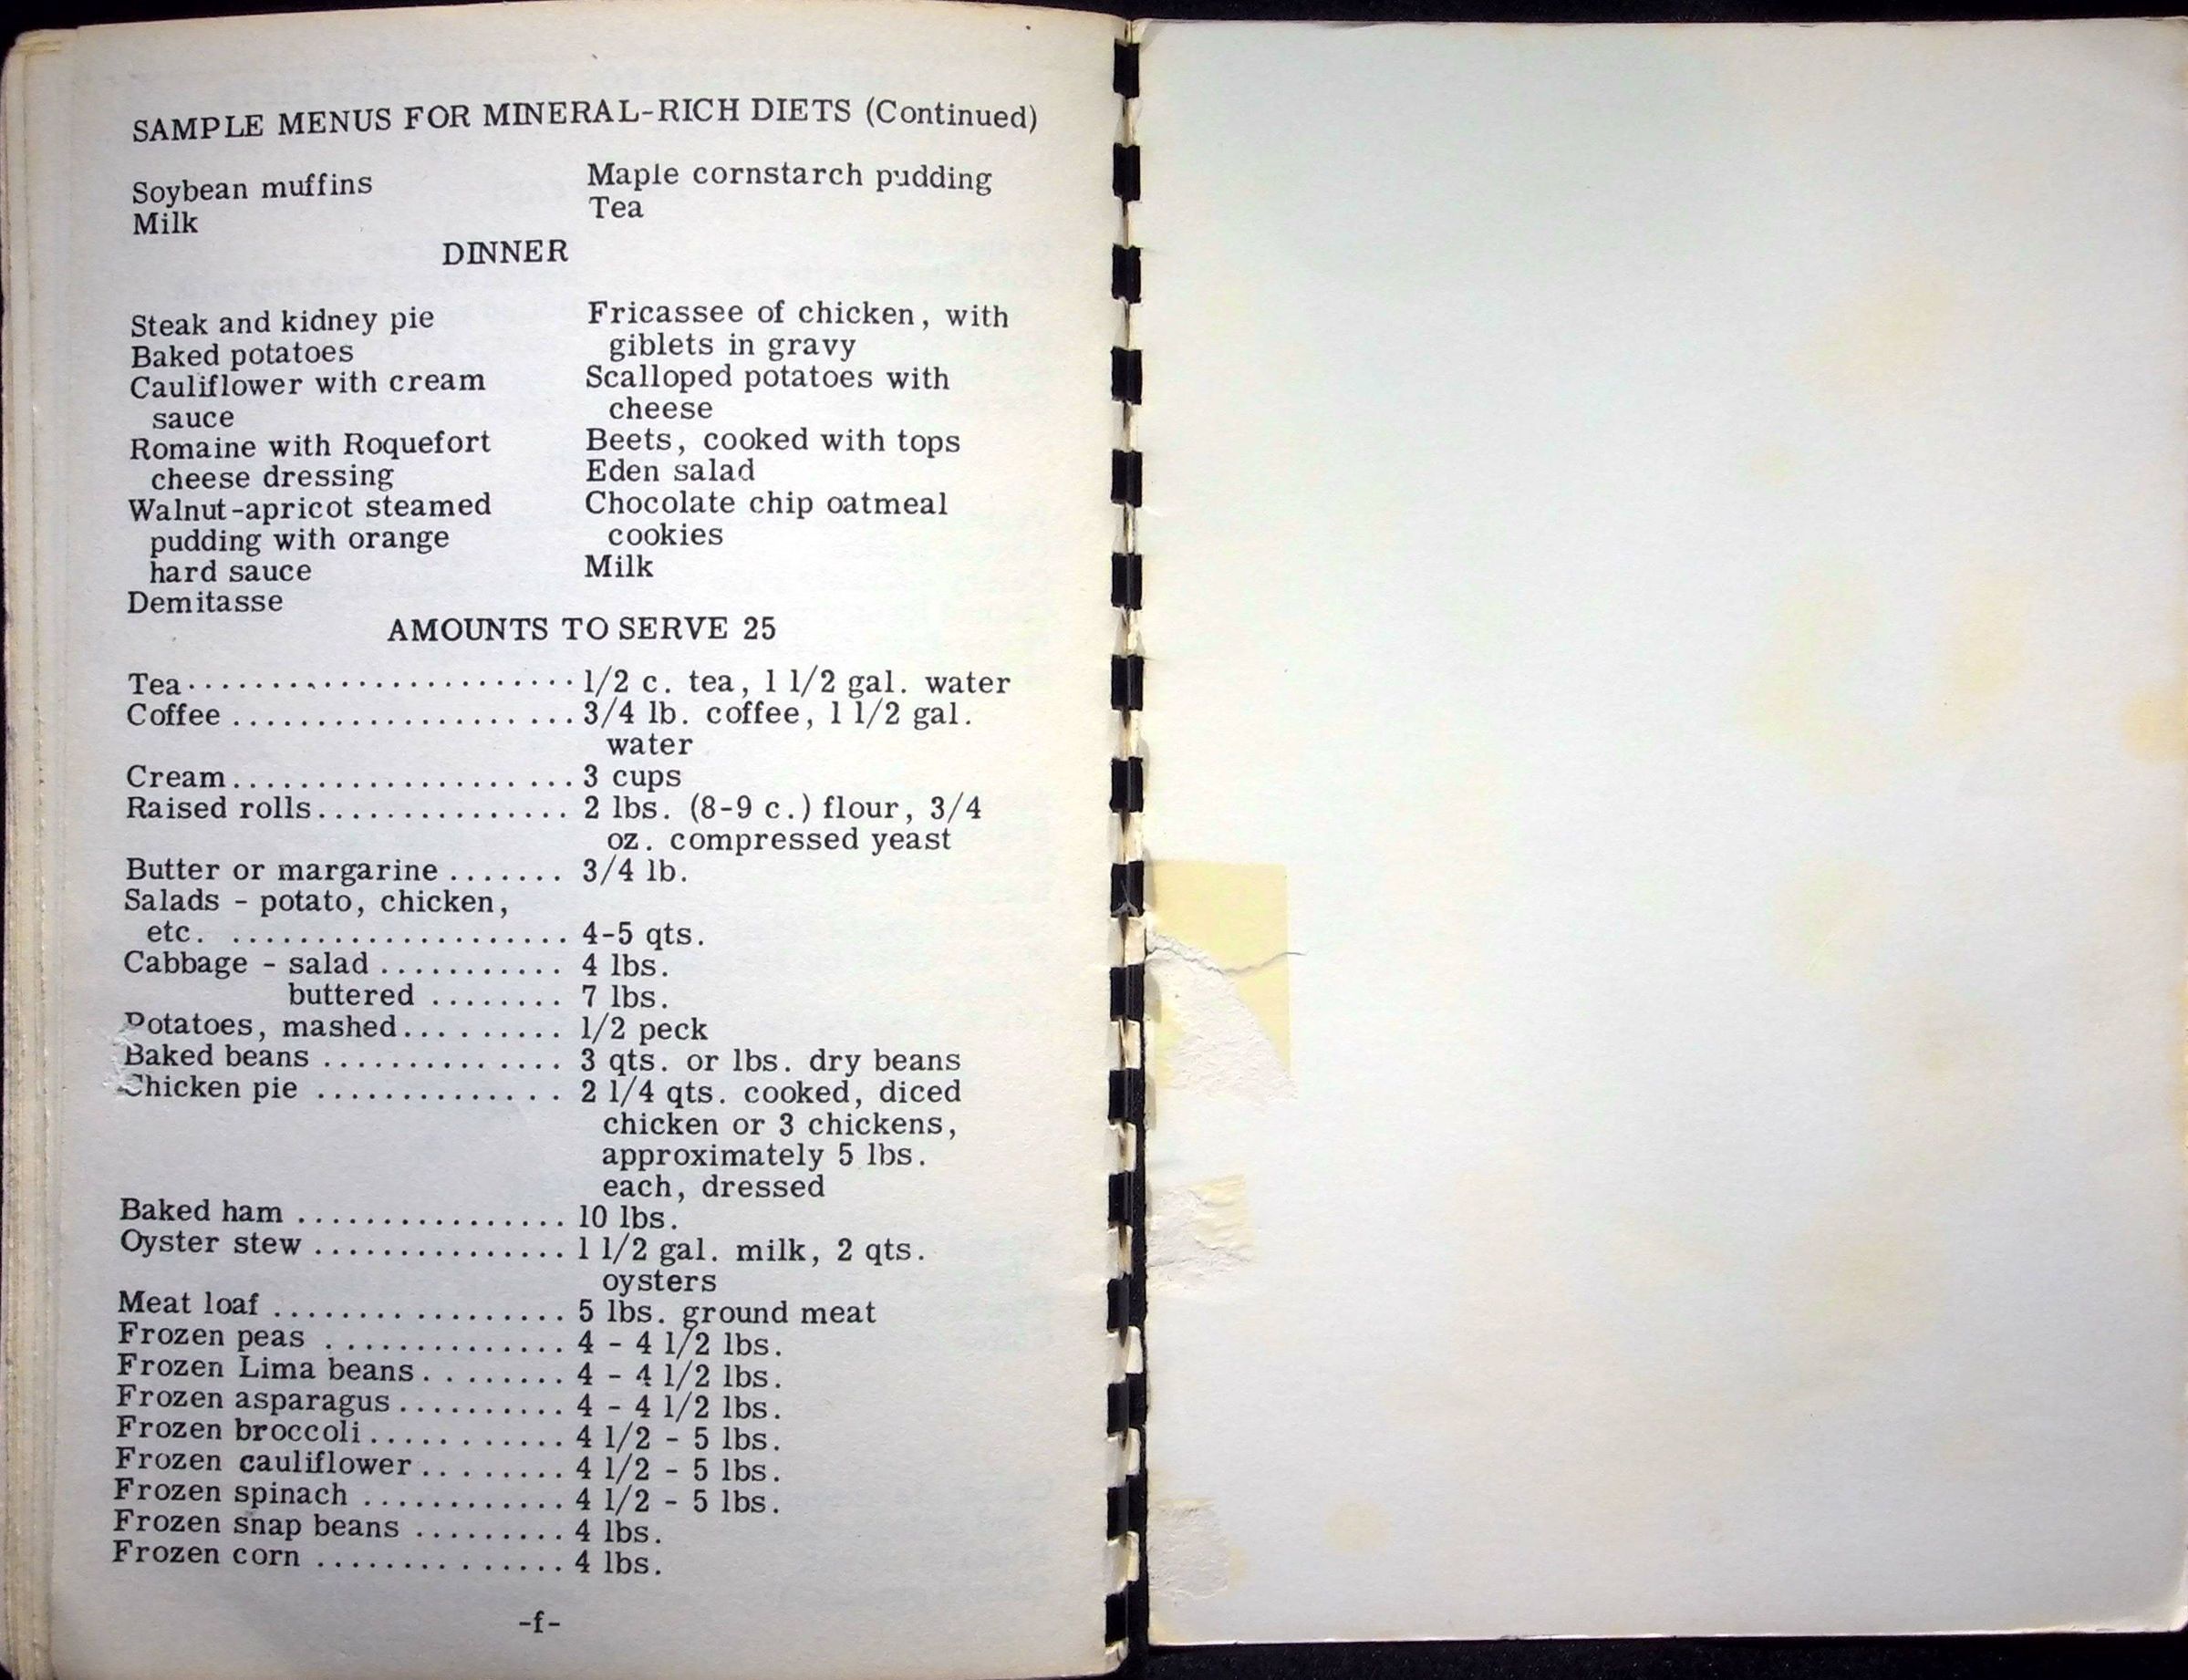 SAMPLE MENUS FOR MINERAL-RICH DIETS (Continued)
Soybean muffins
Milk
Maple cornstarch pudding
Tea
DINNER
Steak and kidney pie
Baked potatoes
Cauliflower with cream
sauce
Romaine with Roquefort
cheese dressing
Walnut-apricot steamed
pudding with orange
hard sauce
Demitasse
Fricassee of chicken, with
giblets in gravy
Scalloped potatoes with
cheese
Beets, cooked with tops
Eden salad
Chocolate chip oatmeal
cookies
Milk
AMOUNTS TO SERVE 25
Tea........................1/2 c. tea, 1 1/2 gal. water
Coffee.....................3/4 lb. coffee, 1 1/2 gal.
water
Cream.....................3 cups
Raised rolls...............2 lbs. (8-9 c.) flour, 3/4
oz. compressed yeast
Butter or margarine.......3/4 lb.
Salads - potato, chicken,
etc. ....................4-5 qts.
Cabbage - salad...........4 lbs.
buttered ........7 lbs.
Potatoes, mashed..........1/2 peck
Baked beans ..............3 qts. or lbs. dry beans
Chicken pie ..............2 1/4 qts. cooked, diced
chicken or 3 chickens,
approximately 5 lbs.
each, dressed
Baked ham ................10 lbs.
Oyster stew ...............1 1/2 gal. milk, 2 qts.
oysters
Meat loaf .................5 lbs. ground meat
Frozen peas ..............4 - 4 1/2 lbs.
Frozen Lima beans.........4 - 4 1/2 lbs.
Frozen asparagus..........4 - 4 1/2 lbs.
Frozen broccoli............4 1/2 - 5 lbs.
Frozen cauliflower.........4 1/2 - 5 lbs.
Frozen spinach ............4 1/2 - 5 lbs.
Frozen snap beans .........4 lbs.
Frozen corn ...............4 lbs.
-f-